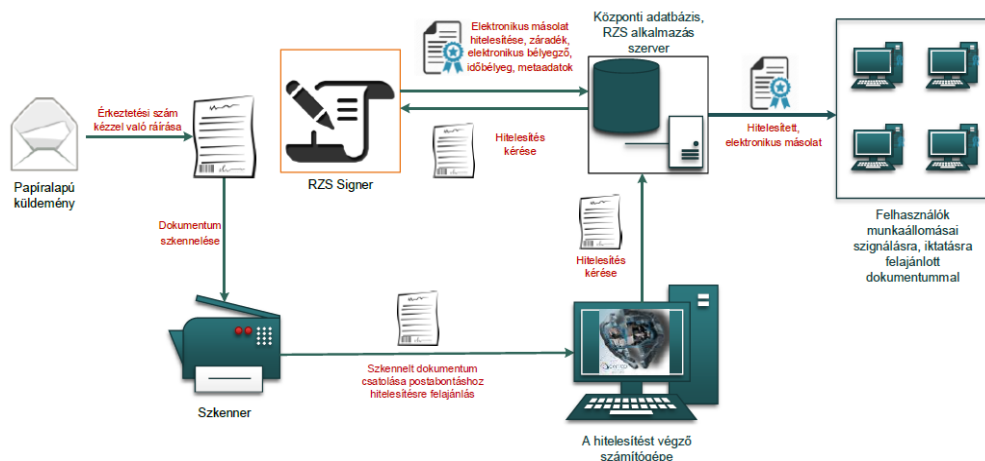 Elektronikus másolat
hitelesítése, záradék,
elektronikus bélyegző,
időbélyeg, metaadatok
Központi adatbázis,
RZS alkalmazás
szerver
Érkeztetési szám
kézzel való ráírása
Hitelesítés
kérése
Hitelesített,
elektronikus másolat
Papíralapú
küldemény
RZS Signer
Felhasználók
munkaállomásai
szignálásra, iktatásra
felajánlott
dokumentummal
Dokumentum
szkennelése
Hitelesítés
kérése
Szkennelt dokumentum
csatolása postabontáshoz
hitelesítésre felajánlás
Szkenner
A hitelesítést végző
számítógépe